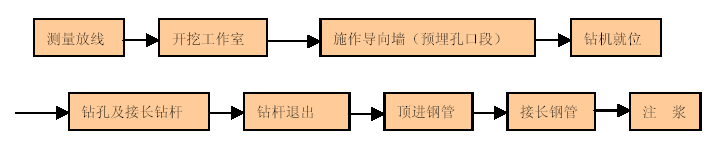 测量放线 开挖工作室 施作导向墙（预埋孔口段） 钻机就位
钻孔及接长钻杆 钻杆退出 顶进钢管 接长钢管 注 浆